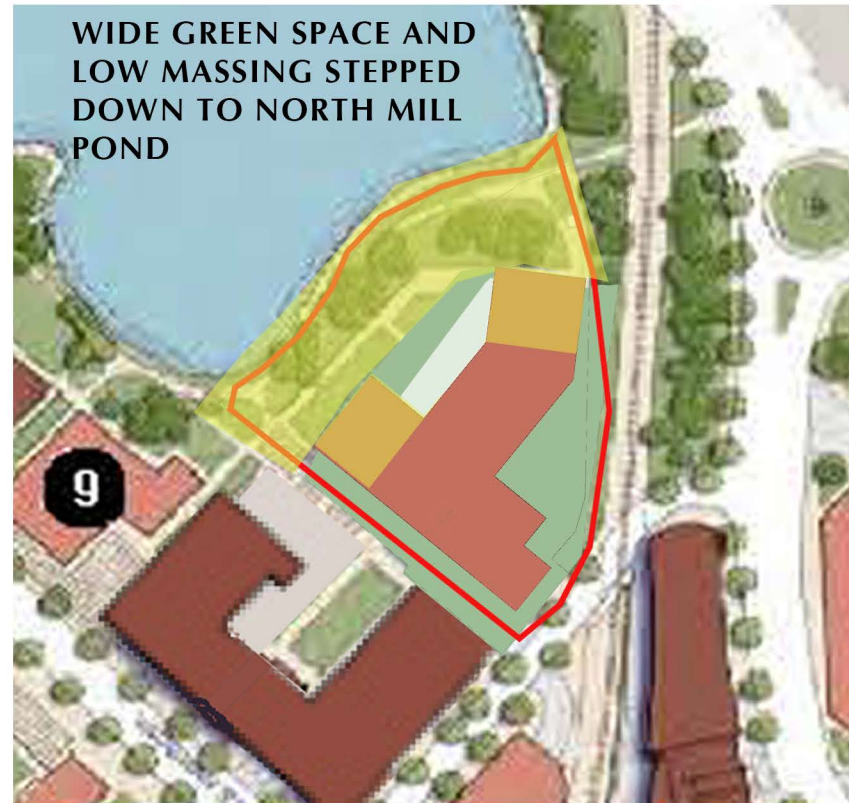 WIDE GREEN SPACE AND
LOW MASSING STEPPED
DOWN TO NORTH MILL
POND
9